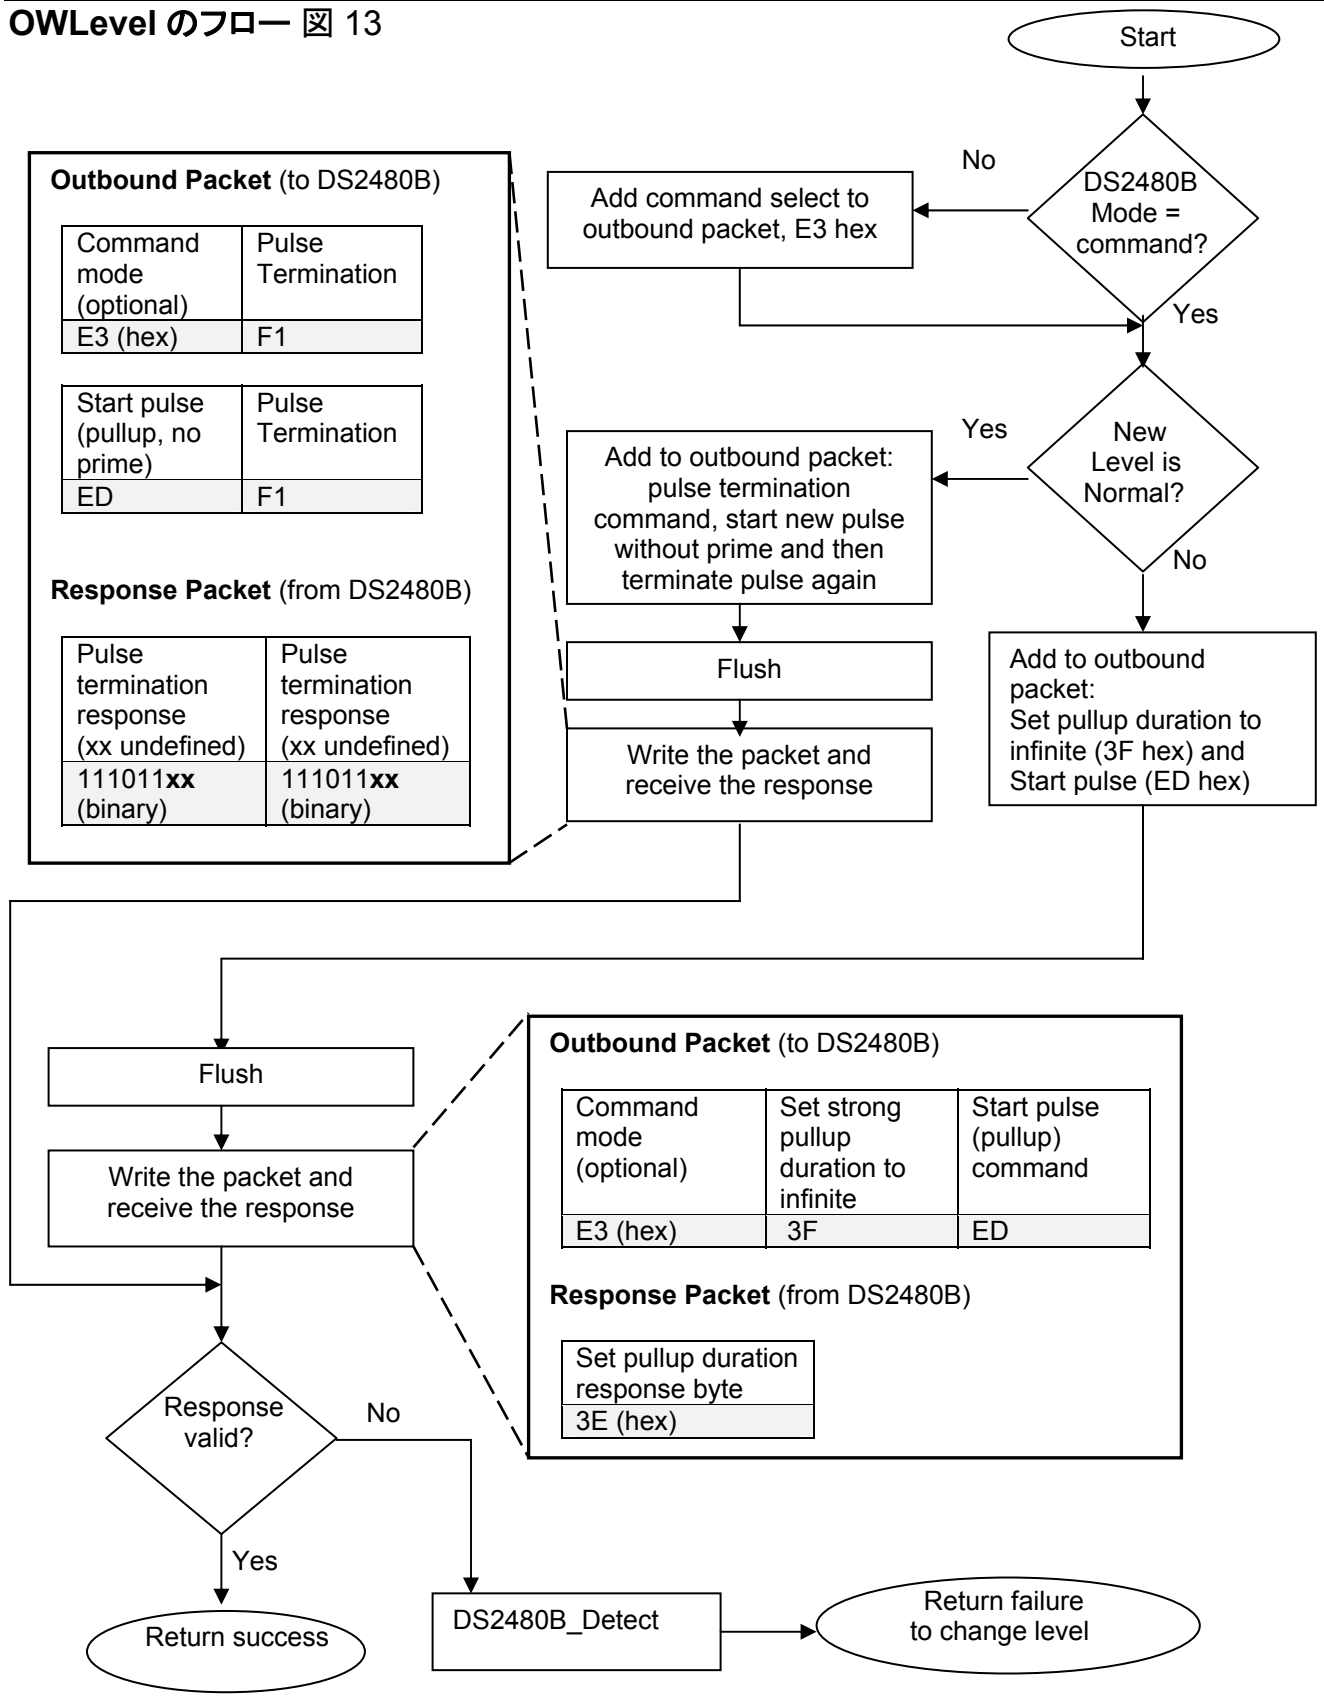 OWLevel のフロー 図 13
Start
DS2480B
Mode =
command?
No
Yes
Add command select to
outbound packet, E3 hex
New
Level is
Normal?
Yes
No
Add to outbound packet:
pulse termination
command, start new pulse
without prime and then
terminate pulse again
Flush
Write the packet and
receive the response
Add to outbound
packet:
Set pullup duration to
infinite (3F hex) and
Start pulse (ED hex)
Outbound Packet (to DS2480B)
Command
mode
(optional)
Pulse
Termination
E3 (hex)
F1
Start pulse
(pullup, no
prime)
Pulse
Termination
ED
F1
Response Packet (from DS2480B)
Pulse
termination
response
(xx undefined)
Pulse
termination
response
(xx undefined)
111011xx
(binary)
111011xx
(binary)
Flush
Write the packet and
receive the response
Outbound Packet (to DS2480B)
Command
mode
(optional)
Set strong
pullup
duration to
infinite
Start pulse
(pullup)
command
E3 (hex)
3F
ED
Response Packet (from DS2480B)
Set pullup duration
response byte
3E (hex)
Response
valid?
No
Yes
Return success
DS2480B_Detect
Return failure
to change level